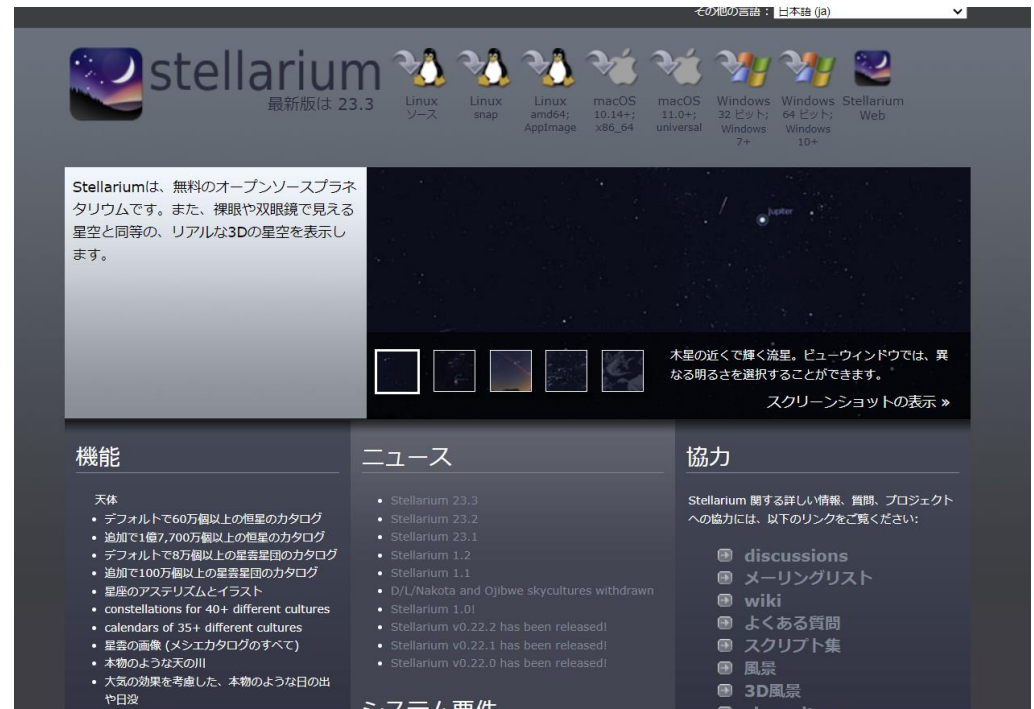 その他の言語: 日本語 (ja)
stellarium
最新版は 23.3
Linux
ソース
Linux
snap
Linux
amd64;
AppImage
macOS
10.14+;
x86_64
macOS
11.0+;
universal
Windows
32 ビット;
Windows
7+
Windows
64 ビット;
Windows
10+
Stellarium
Web
Stellariumは、無料のオープンソースプラネ
タリウムです。また、裸眼や双眼鏡で見える
星空と同等の、リアルな3Dの星空を表示し
ます。
Jupiter
木星の近くで輝く流星。ビューウィンドウでは、異
なる明るさを選択することができます。
スクリーンショットの表示 »
機能
天体
• デフォルトで60万個以上の恒星のカタログ
• 追加で1億7,700万個以上の恒星のカタログ
• デフォルトで8万個以上の星雲星団のカタログ
• 追加で100万個以上の星雲星団のカタログ
• 星座のアステリズムとイラスト
• constellations for 40+ different cultures
• calendars of 35+ different cultures
• 星雲の画像 (メシエカタログのすべて)
• 本物のような天の川
• 大気の効果を考慮した、本物のような日の出
や日没
ニュース
• Stellarium 23.3
• Stellarium 23.2
• Stellarium 23.1
• Stellarium 1.2
• Stellarium 1.1
• D/L/Nakota and Ojibwe skycultures withdrawn
• Stellarium 1.0!
• Stellarium v0.22.2 has been released!
• Stellarium v0.22.1 has been released!
• Stellarium v0.22.0 has been released!
システム要件
協力
Stellarium 関する詳しい情報、質問、プロジェクト
への協力には、以下のリンクをご覧ください:
discussions
メーリングリスト
wiki
よくある質問
スクリプト集
風景
3D風景